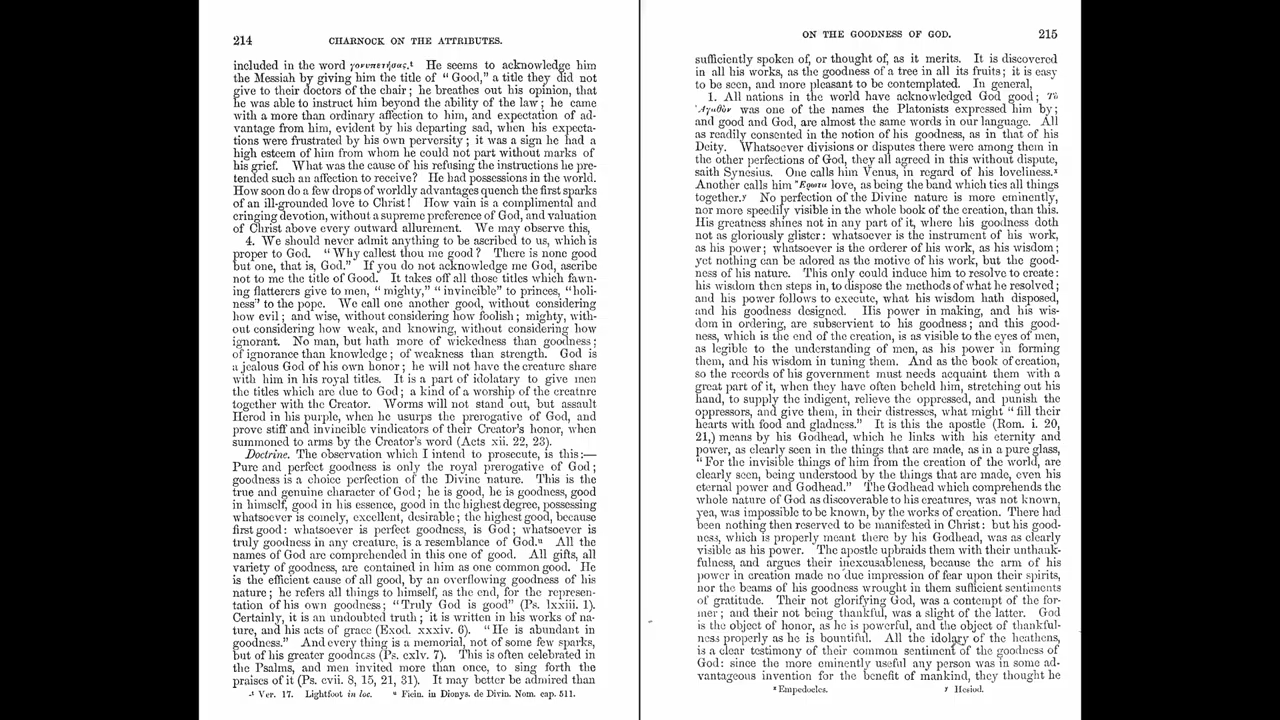 214 CHARNOCK ON THE ATTRIBUTES.
included in the word γονυπετήσας.t He seems to acknowledge him
the Messiah by giving him the title of “ Good,” a title they did not
give to their doctors of the chair ; he breathes out his opinion, that
he was able to instruct him beyond the ability of the law ; he came
with a more than ordinary affection to him, and expectation of ad-
vantage from him, evident by his departing sad, when his expecta-
tions were frustrated by his own perversity ; it was a sign he had a
high esteem of him from whom he could not part without marks of
his grief. What was the cause of his refusing the instructions he pre-
tended such an affection to receive? He had possessions in the world.
How soon do a few drops of worldly advantages quench the first sparks
of an ill-grounded love to Christ! How vain is a complimental and
cringing devotion, without a supreme preference of God, and valuation
of Christ above every outward allurement. We may observe this,
4. We should never admit anything to be ascribed to us, which is
proper to God. “ Why callest thou me good ? There is none good
but one, that is, God.” If you do not acknowledge me God, ascribe
not to me the title of Good. It takes off all those titles which fawn-
ing flatterers give to men, “ mighty,” “ invincible” to princes, “holi-
ness” to the pope. We call one another good, without considering
how evil ; and wise, without considering how foolish ; mighty, with-
out considering how weak, and knowing, without considering how
ignorant. No man, but hath more of wickedness than goodness ;
of ignorance than knowledge ; of weakness than strength. God is
a jealous God of his own honor ; he will not have the creature share
with him in his royal titles. It is a part of idolatary to give men
the titles which are due to God ; a kind of a worship of the creature
together with the Creator. Worms will not stand out, but assault
Herod in his purple, when he usurps the prerogative of God, and
prove stiff and invincible vindicators of their Creator’s honor, when
summoned to arms by the Creator’s word (Acts xii. 22, 23).
Doctrine. The observation which I intend to prosecute, is this :—
Pure and perfect goodness is only the royal prerogative of God ;
goodness is a choice perfection of the Divine nature. This is the
true and genuine character of God ; he is good, he is goodness, good
in himself, good in his essence, good in the highest degree, possessing
whatsoever is comely, excellent, desirable ; the highest good, because
first good : whatsoever is perfect goodness, is God ; whatsoever is
truly goodness in any creature, is a resemblance of God.u All the
names of God are comprehended in this one of good. All gifts, all
variety of goodness, are contained in him as one common good. He
is the efficient cause of all good, by an overflowing goodness of his
nature ; he refers all things to himself, as the end, for the represen-
tation of his own goodness ; “Truly God is good” (Ps. lxxiii. 1).
Certainly, it is an undoubted truth ; it is written in his works of na-
ture, and his acts of grace (Exod. xxxiv. 6). “He is abundant in
goodness.” And every thing is a memorial, not of some few sparks,
but of his greater goodness (Ps. cxlv. 7). This is often celebrated in
the Psalms, and men invited more than once, to sing forth the
praises of it (Ps. cvii. 8, 15, 21, 31). It may better be admired than
t Ver. 17. Lightfoot in loc. u Ficin. in Dionys. de Divin. Nom. cap. 511.
ON THE GOODNESS OF GOD. 215
sufficiently spoken of, or thought of, as it merits. It is discovered
in all his works, as the goodness of a tree in all its fruits ; it is easy
to be seen, and more pleasant to be contemplated. In general,
1. All nations in the world have acknowledged God good ; Τὸ
Ἀγαθὸν was one of the names the Platonists expressed him by ;
and good and God, are almost the same words in our language. All
as readily consented in the notion of his goodness, as in that of his
Deity. Whatsoever divisions or disputes there were among them in
the other perfections of God, they all agreed in this without dispute,
saith Synesius. One calls him Venus, in regard of his loveliness.x
Another calls him Ἔρωτα love, as being the band which ties all things
together.y No perfection of the Divine nature is more eminently,
nor more speedily visible in the whole book of the creation, than this.
His greatness shines not in any part of it, where his goodness doth
not as gloriously glister : whatsoever is the instrument of his work,
as his power ; whatsoever is the orderer of his work, as his wisdom ;
yet nothing can be adored as the motive of his work, but the good-
ness of his nature. This only could induce him to resolve to create :
his wisdom then steps in, to dispose the methods of what he resolved ;
and his power follows to execute, what his wisdom hath disposed,
and his goodness designed. His power in making, and his wis-
dom in ordering, are subservient to his goodness ; and this good-
ness, which is the end of the creation, is as visible to the eyes of men,
as legible to the understanding of men, as his power in forming
them, and his wisdom in tuning them. And as the book of creation,
so the records of his government must needs acquaint them with a
great part of it, when they have often beheld him, stretching out his
hand, to supply the indigent, relieve the oppressed, and punish the
oppressors, and give them, in their distresses, what might “ fill their
hearts with food and gladness.” It is this the apostle (Rom. i. 20,
21,) means by his Godhead, which he links with his eternity and
power, as clearly seen in the things that are made, as in a pure glass,
“ For the invisible things of him from the creation of the world, are
clearly seen, being understood by the things that are made, even his
eternal power and Godhead.” The Godhead which comprehends the
whole nature of God as discoverable to his creatures, was not known,
yea, was impossible to be known, by the works of creation. There had
been nothing then reserved to be manifested in Christ : but his good-
ness, which is properly meant there by his Godhead, was as clearly
visible as his power. The apostle upbraids them with their unthank-
fulness, and argues their inexcusableness, because the arm of his
power in creation made no due impression of fear upon their spirits,
nor the beams of his goodness wrought in them sufficient sentiments
of gratitude. Their not glorifying God, was a contempt of the for-
mer ; and their not being thankful, was a slight of the latter. God
is the object of honor, as he is powerful, and the object of thankful-
ness properly as he is bountiful. All the idolary of the heathens,
is a clear testimony of their common sentiment of the goodness of
God : since the more eminently useful any person was in some ad-
vantageous invention for the benefit of mankind, they thought he
x Empedocles. y Hesiod.